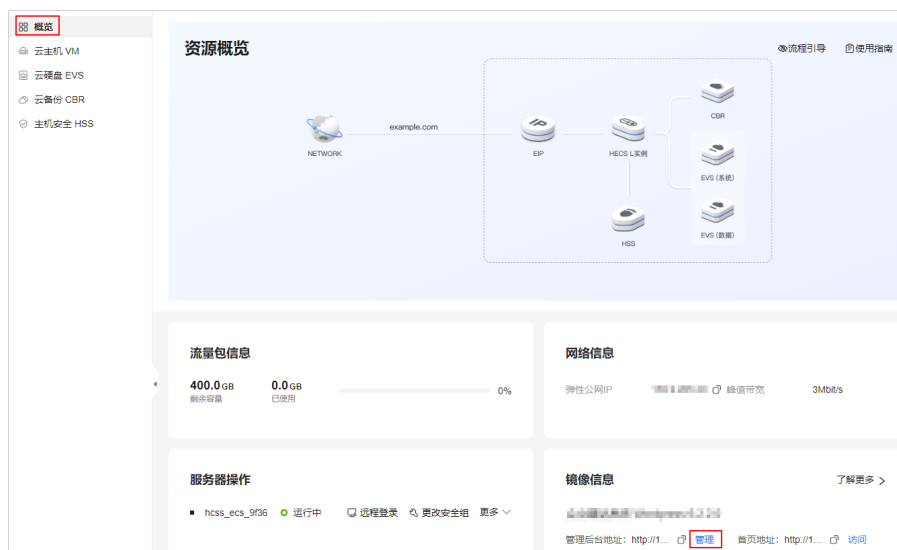 概览
云主机 VM
云硬盘 EVS
云备份 CBR
主机安全 HSS
资源概览
流程引导 使用指南
example.com
NETWORK
EIP
HECS L实例
CBR
EVS (系统)
EVS (数据)
HSS
流量包信息
400.0 GB 0.0 GB 0%
剩余容量 已使用
网络信息
弹性公网IP 峰值带宽 3Mbit/s
服务器操作
hcss_ecs_9f36 运行中 远程登录 更改安全组 更多
镜像信息 了解更多
管理后台地址: http://1... 管理 首页地址: http://1... 访问